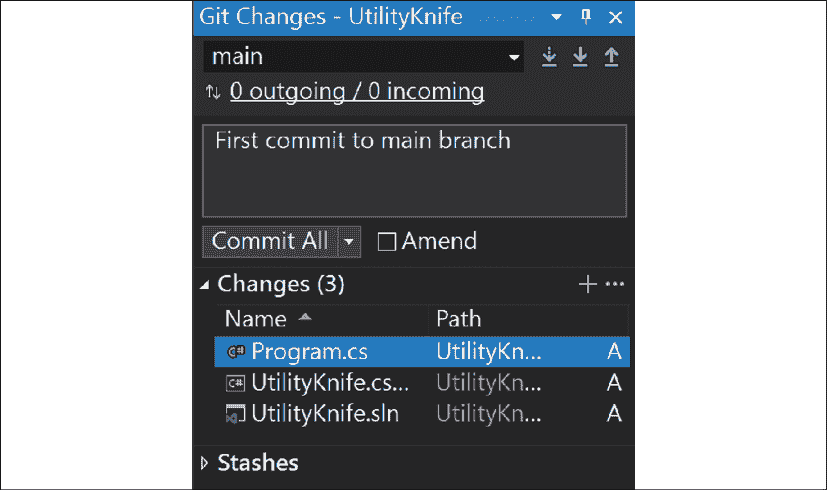 Git Changes - UtilityKnife
main
0 outgoing / 0 incoming
First commit to main branch
Commit All Amend
Changes (3)
Name Path
C# Program.cs UtilityKn... A
C# UtilityKnife.cs... UtilityKn... A
UtilityKnife.sln UtilityKn... A
Stashes